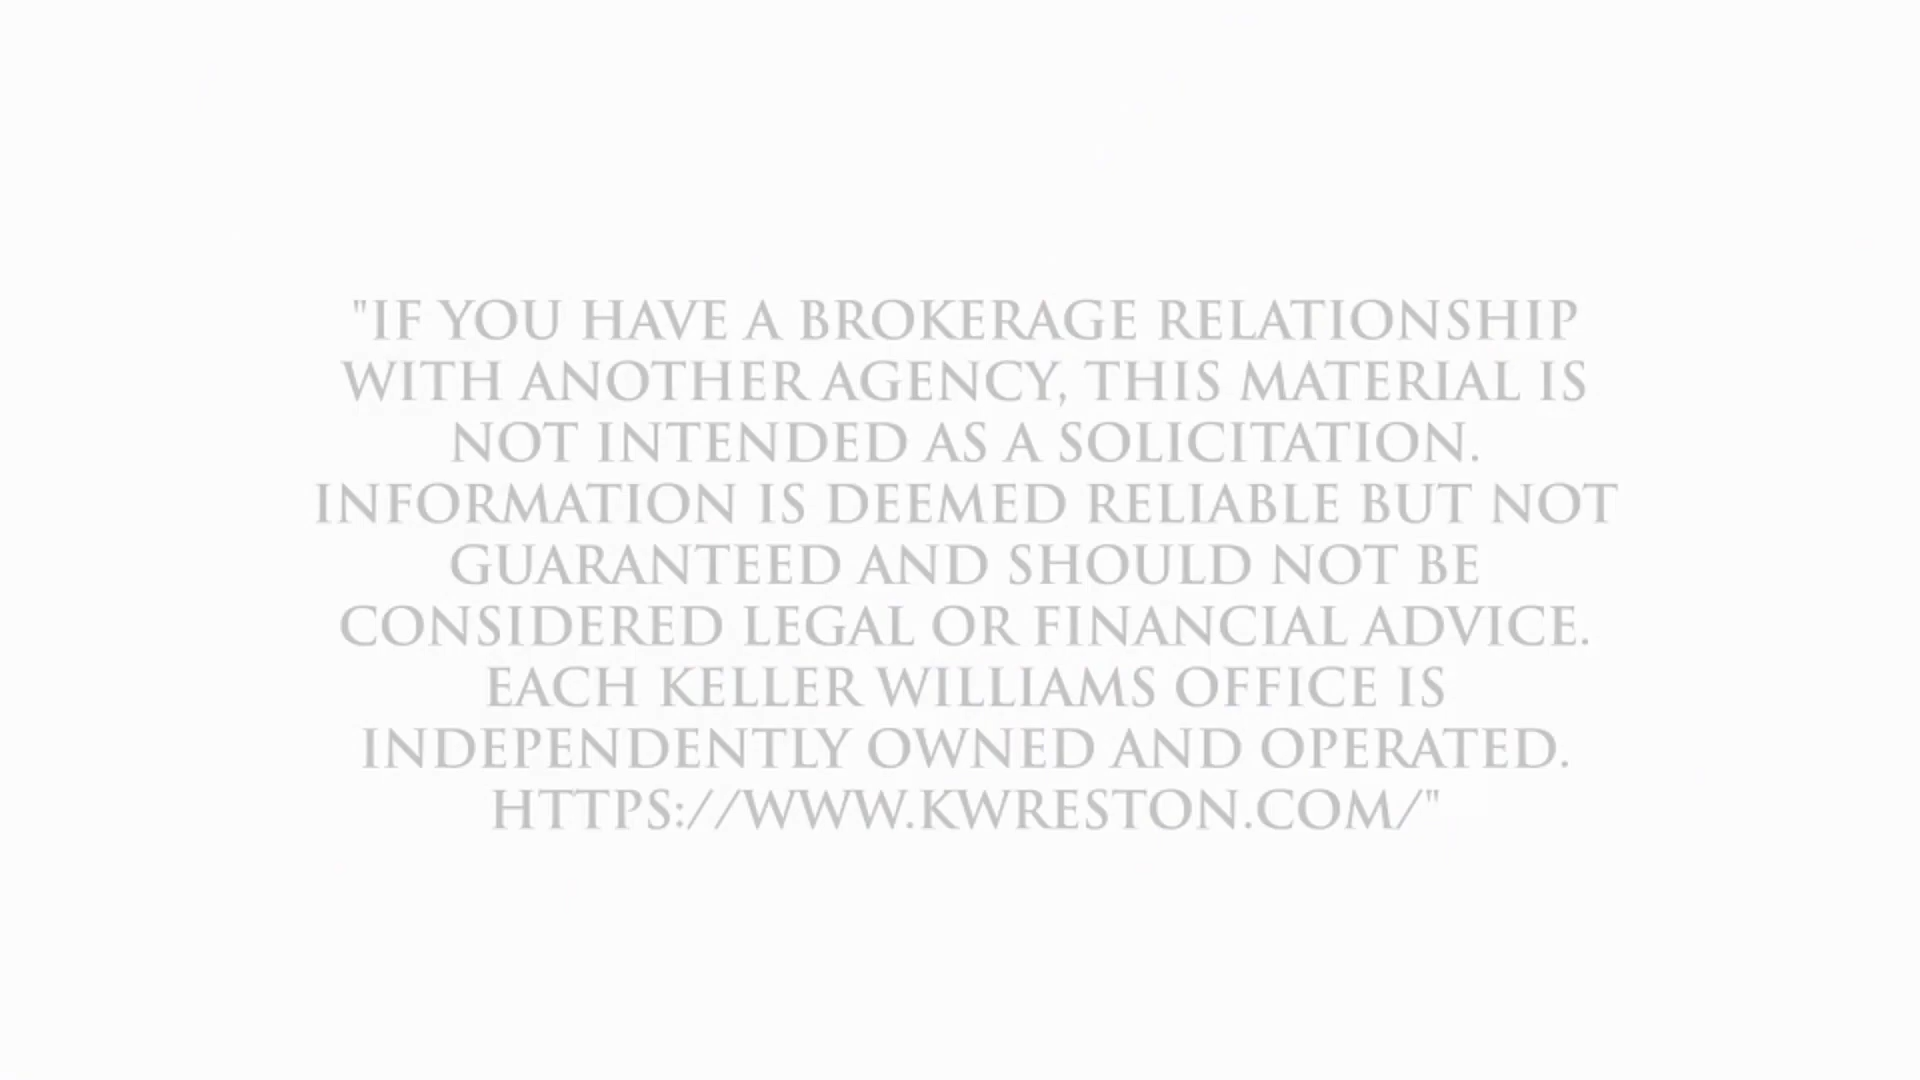 "IF YOU HAVE A BROKERAGE RELATIONSHIP
WITH ANOTHER AGENCY, THIS MATERIAL IS
NOT INTENDED AS A SOLICITATION.
INFORMATION IS DEEMED RELIABLE BUT NOT
GUARANTEED AND SHOULD NOT BE
CONSIDERED LEGAL OR FINANCIAL ADVICE.
EACH KELLER WILLIAMS OFFICE IS
INDEPENDENTLY OWNED AND OPERATED.
HTTPS://WWW.KWRESTON.COM/"